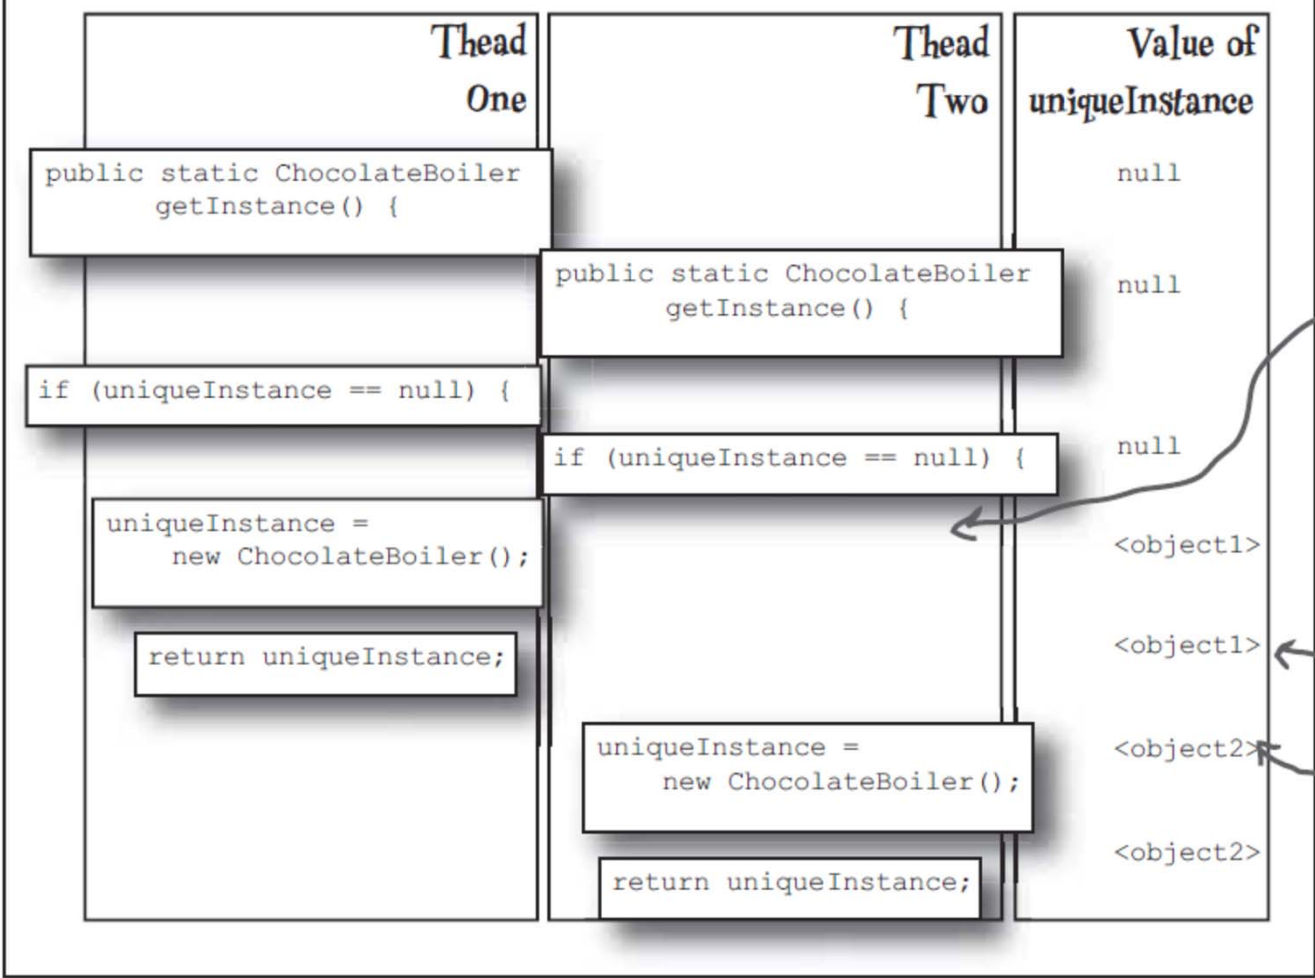 Thead
One
Thead
Two
Value of
uniqueInstance
public static ChocolateBoiler
getInstance() {
null
public static ChocolateBoiler
getInstance() {
null
if (uniqueInstance == null) {
if (uniqueInstance == null) {
null
uniqueInstance =
new ChocolateBoiler();
<object1>
return uniqueInstance;
<object1>
uniqueInstance =
new ChocolateBoiler();
<object2>
return uniqueInstance;
<object2>